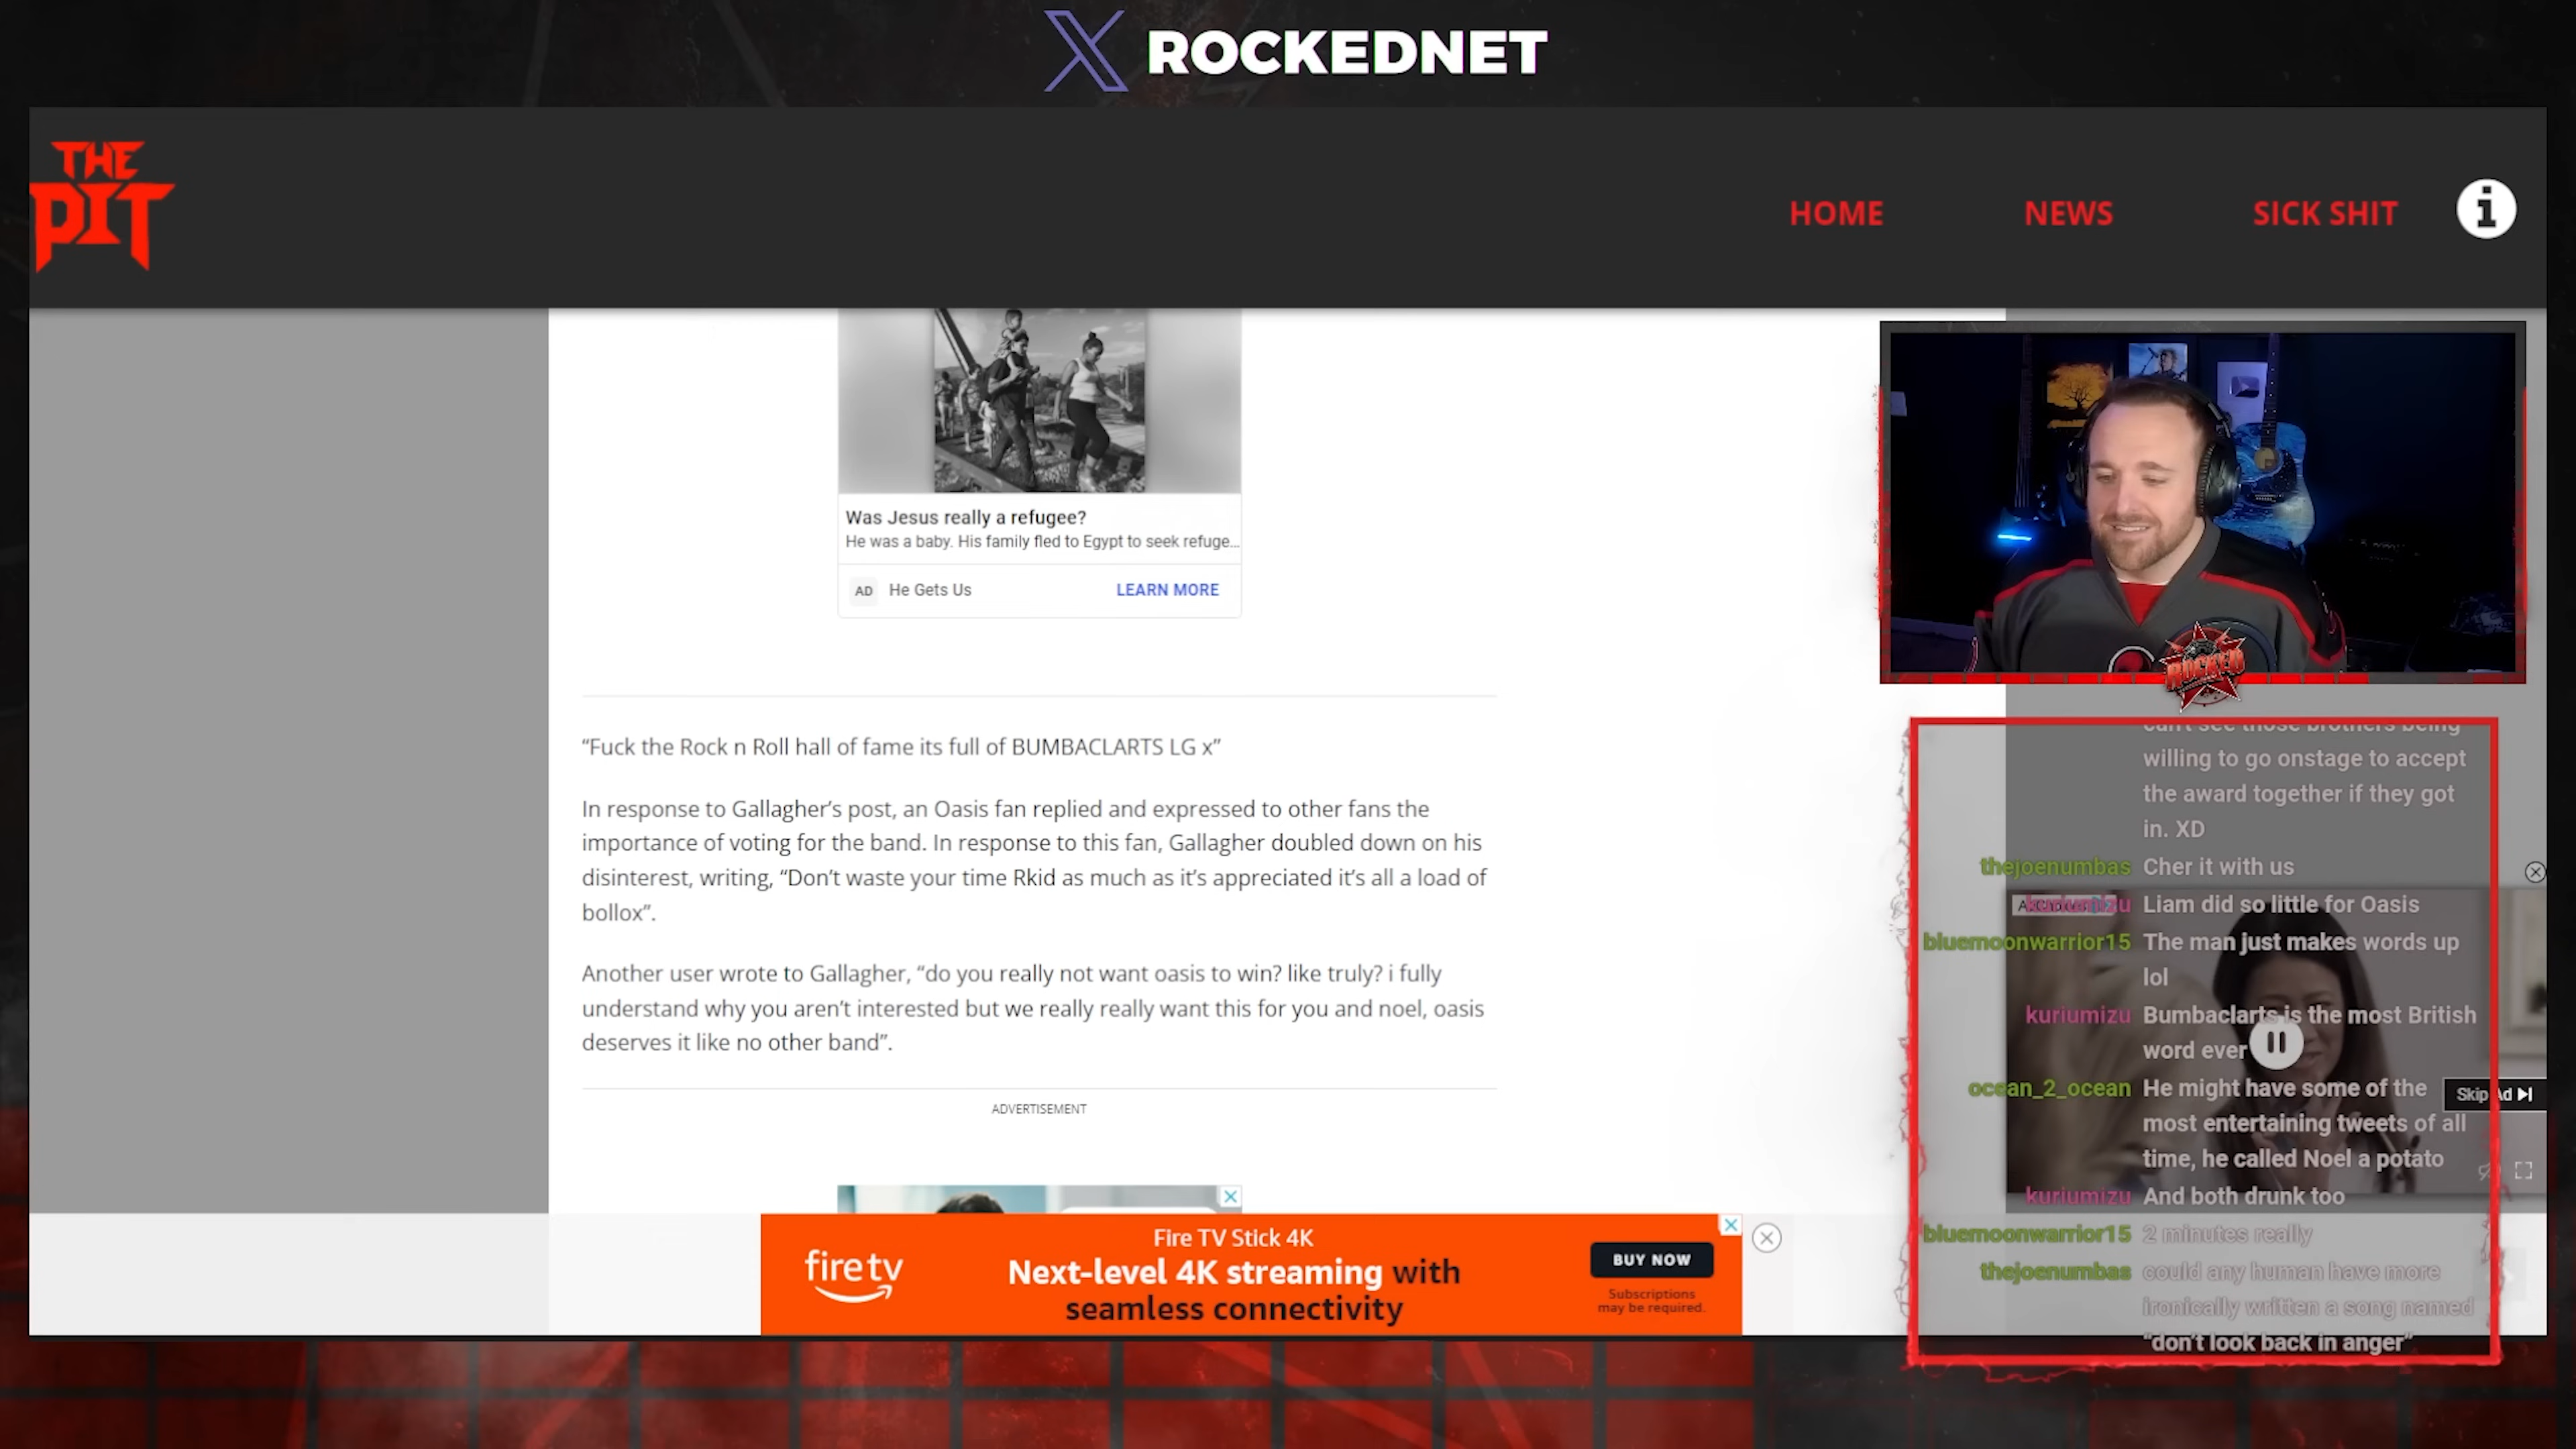 ROCKEDNET
THE
PIT
HOME
NEWS
SICK SHIT
Was Jesus really a refugee?
He was a baby. His family fled to Egypt to seek refuge...
AD He Gets Us
LEARN MORE
“Fuck the Rock n Roll hall of fame its full of BUMBACLARTS LG x”
In response to Gallagher’s post, an Oasis fan replied and expressed to other fans the
importance of voting for the band. In response to this fan, Gallagher doubled down on his
disinterest, writing, “Don’t waste your time Rkid as much as it’s appreciated it’s all a load of
bollox”.
Another user wrote to Gallagher, “do you really not want oasis to win? like truly? i fully
understand why you aren’t interested but we really really want this for you and noel, oasis
deserves it like no other band”.
ADVERTISEMENT
fire tv
Fire TV Stick 4K
Next-level 4K streaming with
seamless connectivity
BUY NOW
Subscriptions
may be required.
ROCKED
can't see those brothers being
willing to go onstage to accept
the award together if they got
in. XD
thejoenumbas Cher it with us
kuriumizu Liam did so little for Oasis
bluemoonwarrior15 The man just makes words up
lol
kuriumizu Bumbaclarts is the most British
word ever
ocean_2_ocean He might have some of the
Skip Ad
most entertaining tweets of all
time, he called Noel a potato
kuriumizu And both drunk too
bluemoonwarrior15 2 minutes really
thejoenumbas could any human have more
ironically written a song named
"don't look back in anger"